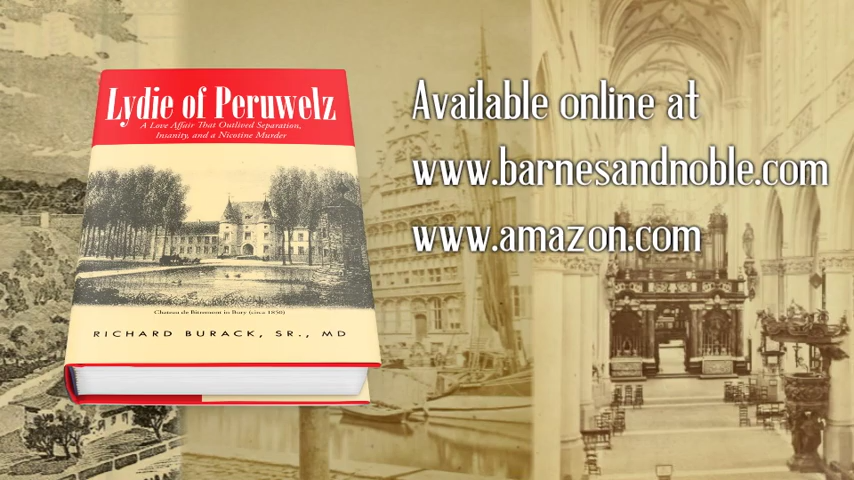 Lydie of Peruwelz
A Love Affair That Outlived Separation,
Insanity, and a Nicotine Murder
Chateau de Bitremont in Bury (circa 1850)
RICHARD BURACK, SR., MD
Available online at
www.barnesandnoble.com
www.amazon.com